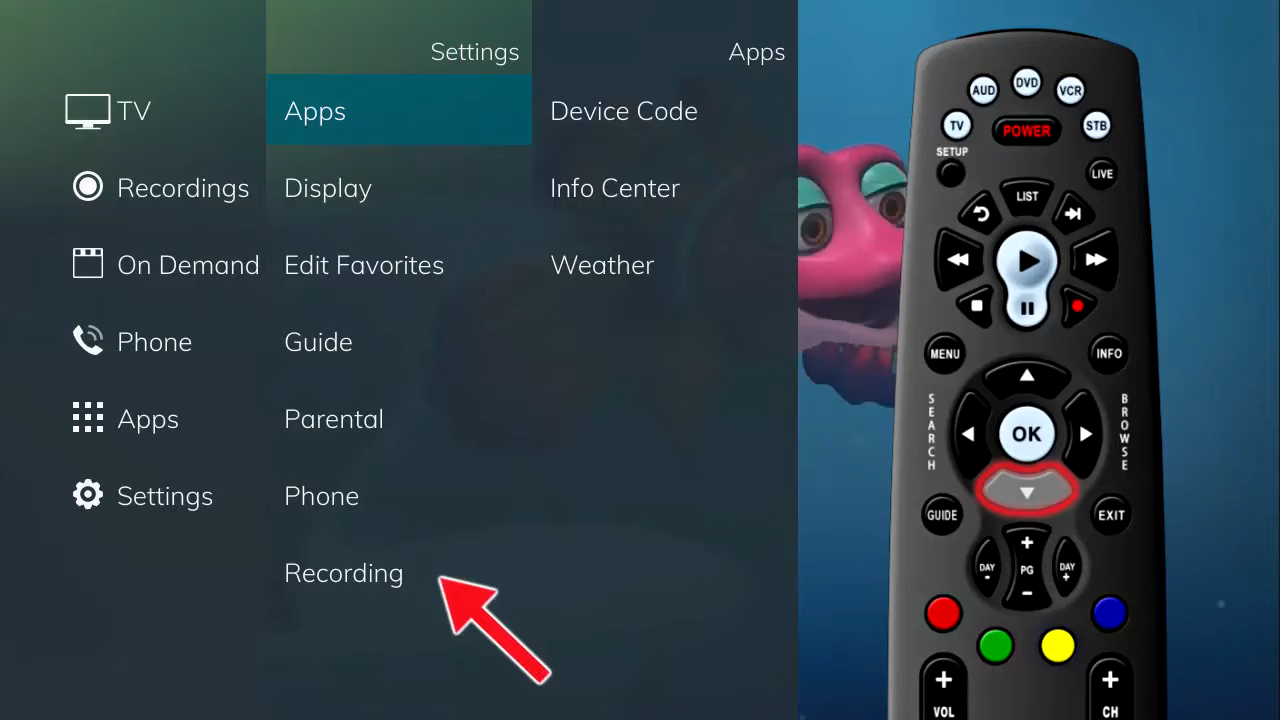 Settings
Apps
TV
Recordings
On Demand
Phone
Apps
Settings
Apps
Display
Edit Favorites
Guide
Parental
Phone
Recording
Device Code
Info Center
Weather
AUD
DVD
VCR
TV
POWER
STB
SETUP
LIVE
LIST
MENU
INFO
SEARCH
BROWSE
OK
GUIDE
EXIT
+
DAY
-
PG
DAY
+
-
+
VOL
+
CH